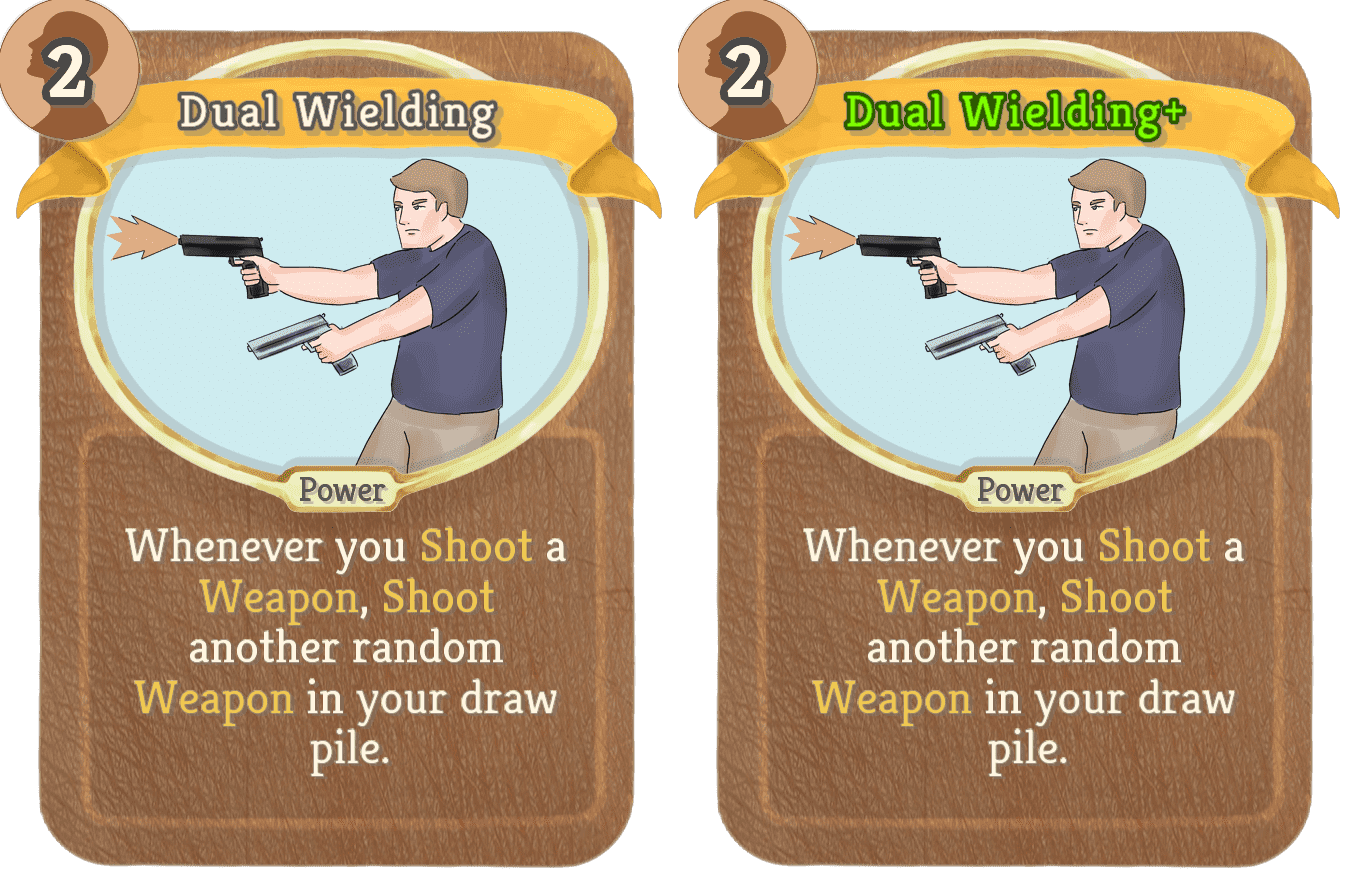 2
Dual Wielding
Power
Whenever you Shoot a
Weapon, Shoot
another random
Weapon in your draw
pile.
2
Dual Wielding+
Power
Whenever you Shoot a
Weapon, Shoot
another random
Weapon in your draw
pile.